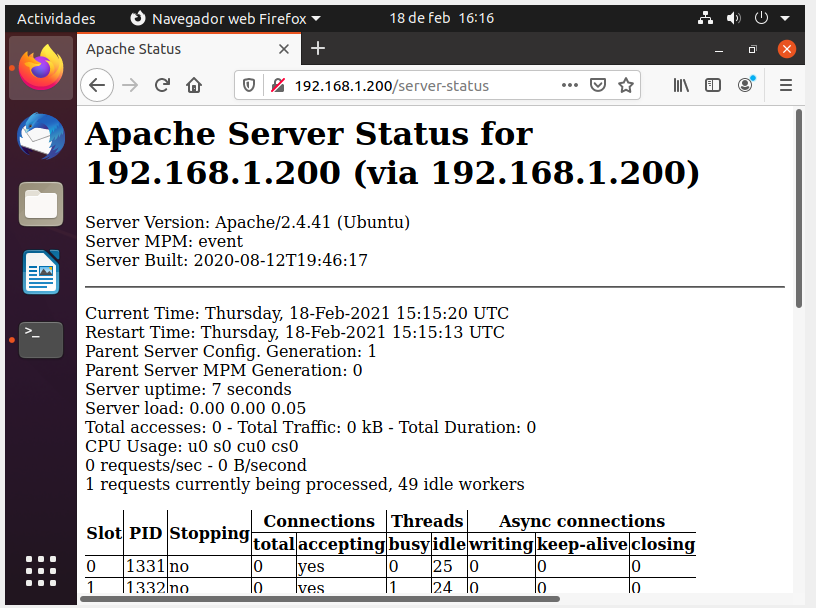 Actividades Navegador web Firefox 18 de feb 16:16
Apache Status
192.168.1.200/server-status
Apache Server Status for
192.168.1.200 (via 192.168.1.200)
Server Version: Apache/2.4.41 (Ubuntu)
Server MPM: event
Server Built: 2020-08-12T19:46:17
Current Time: Thursday, 18-Feb-2021 15:15:20 UTC
Restart Time: Thursday, 18-Feb-2021 15:15:13 UTC
Parent Server Config. Generation: 1
Parent Server MPM Generation: 0
Server uptime: 7 seconds
Server load: 0.00 0.00 0.05
Total accesses: 0 - Total Traffic: 0 kB - Total Duration: 0
CPU Usage: u0 s0 cu0 cs0
0 requests/sec - 0 B/second
1 requests currently being processed, 49 idle workers
Slot PID Stopping Connections Threads Async connections
total accepting busy idle writing keep-alive closing
0 1331 no 0 yes 0 25 0 0 0
1 1332 no 0 yes 1 24 0 0 0